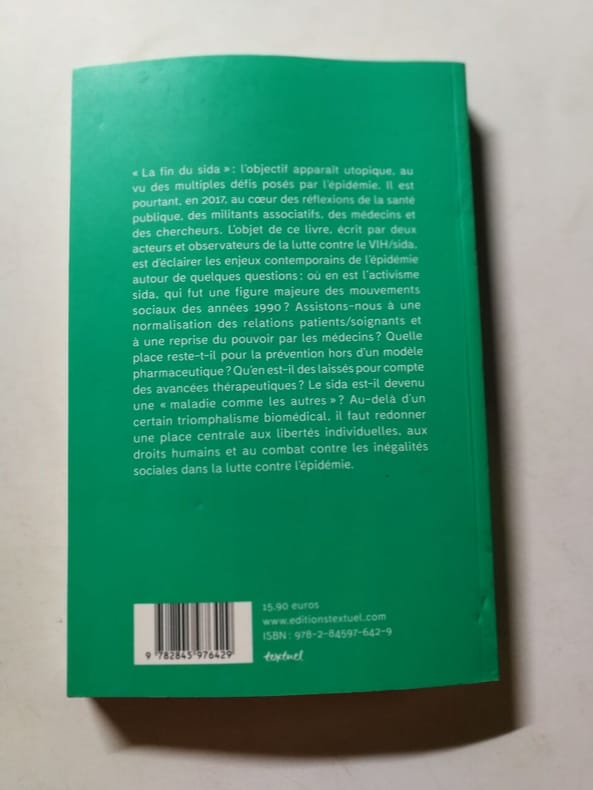 « La fin du sida » : l'objectif apparaît utopique, au
vu des multiples défis posés par l'épidémie. Il est
pourtant, en 2017, au cœur des réflexions de la santé
publique, des militants associatifs, des médecins et
des chercheurs. L'objet de ce livre, écrit par deux
acteurs et observateurs de la lutte contre le VIH/sida,
est d'éclairer les enjeux contemporains de l'épidémie
autour de quelques questions : où en est l'activisme
sida, qui fut une figure majeure des mouvements
sociaux des années 1990 ? Assistons-nous à une
normalisation des relations patients/soignants et
à une reprise du pouvoir par les médecins ? Quelle
place reste-t-il pour la prévention hors d'un modèle
pharmaceutique ? Qu'en est-il des laissés pour compte
des avancées thérapeutiques ? Le sida est-il devenu
une « maladie comme les autres » ? Au-delà d'un
certain triomphalisme biomédical, il faut redonner
une place centrale aux libertés individuelles, aux
droits humains et au combat contre les inégalités
sociales dans la lutte contre l'épidémie.
15,90 euros
www.editionstextuel.com
ISBN : 978-2-84597-642-9
9 782845 976429
textuel